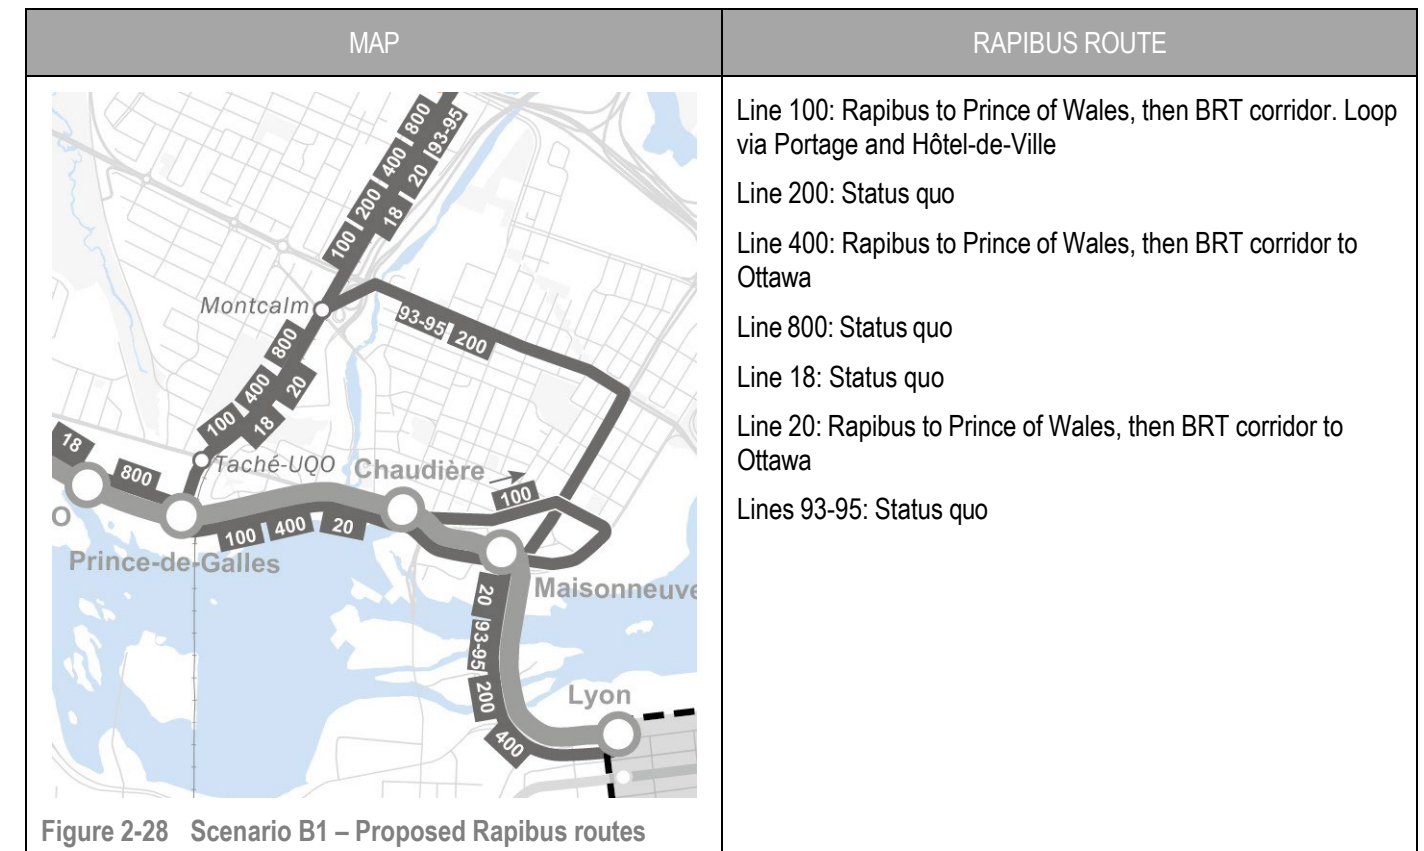 MAP
RAPIBUS ROUTE
100 200 400 800
18 20 93-95
Montcalm
93-95 200
100 400 800
18 20
Taché-UQO
18
800
Chaudière
100
O
100 400 20
Prince-de-Galles
Maisonneuve
20 93-95 200
400
Lyon
Figure 2-28 Scenario B1 – Proposed Rapibus routes
Line 100: Rapibus to Prince of Wales, then BRT corridor. Loop
via Portage and Hôtel-de-Ville
Line 200: Status quo
Line 400: Rapibus to Prince of Wales, then BRT corridor to
Ottawa
Line 800: Status quo
Line 18: Status quo
Line 20: Rapibus to Prince of Wales, then BRT corridor to
Ottawa
Lines 93-95: Status quo